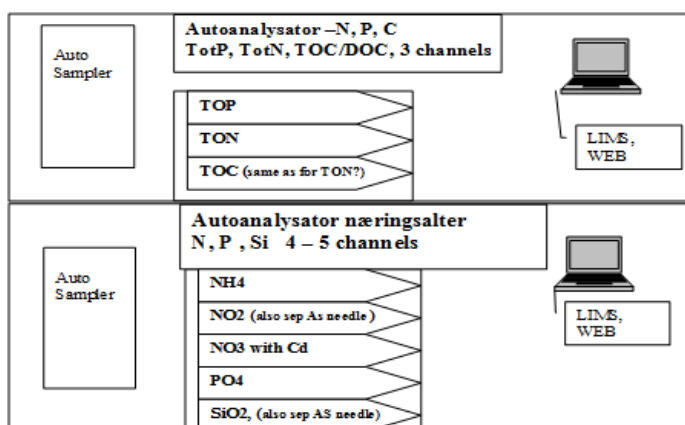 Autoanalysator –N, P, C
TotP, TotN, TOC/DOC, 3 channels
Auto
Sampler
TOP
TON
TOC (same as for TON?)
LIMS,
WEB
Autoanalysator næringsalter
N, P , Si 4 – 5 channels
Auto
Sampler
NH4
NO2 (also sep As needle)
NO3 with Cd
PO4
SiO2, (also sep AS needle)
LIMS,
WEB